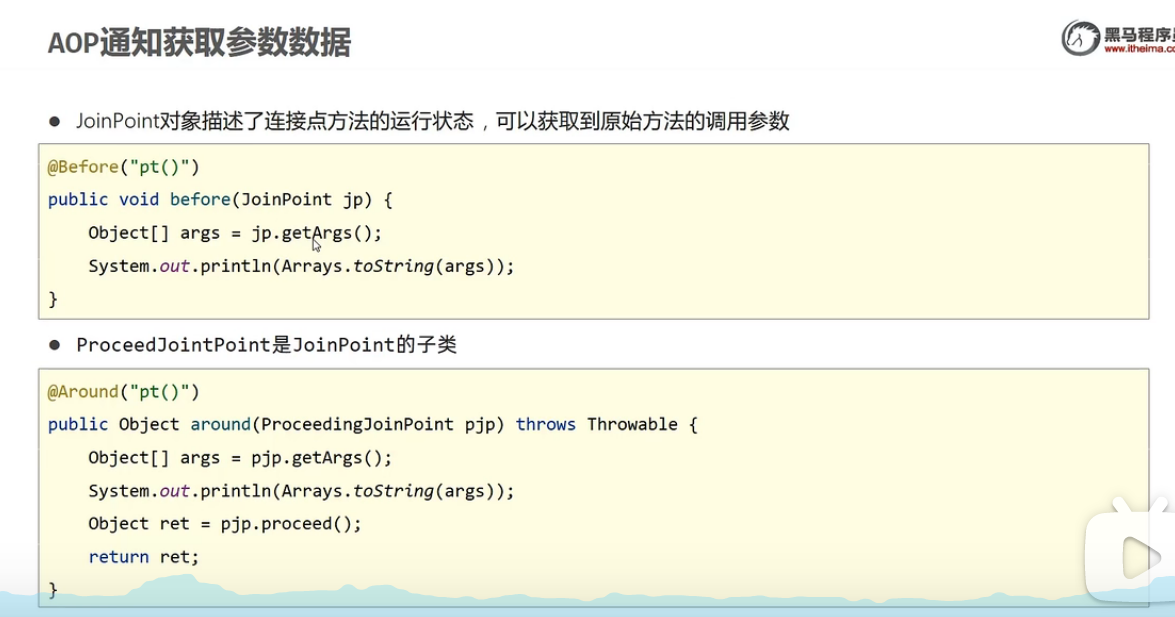 AOP通知获取参数数据
黑马程序员
www.itheima.co
● JoinPoint对象描述了连接点方法的运行状态，可以获取到原始方法的调用参数
@Before("pt()")
public void before(JoinPoint jp) {
    Object[] args = jp.getArgs();
    System.out.println(Arrays.toString(args));
}
● ProceedJointPoint是JoinPoint的子类
@Around("pt()")
public Object around(ProceedingJoinPoint pjp) throws Throwable {
    Object[] args = pjp.getArgs();
    System.out.println(Arrays.toString(args));
    Object ret = pjp.proceed();
    return ret;
}